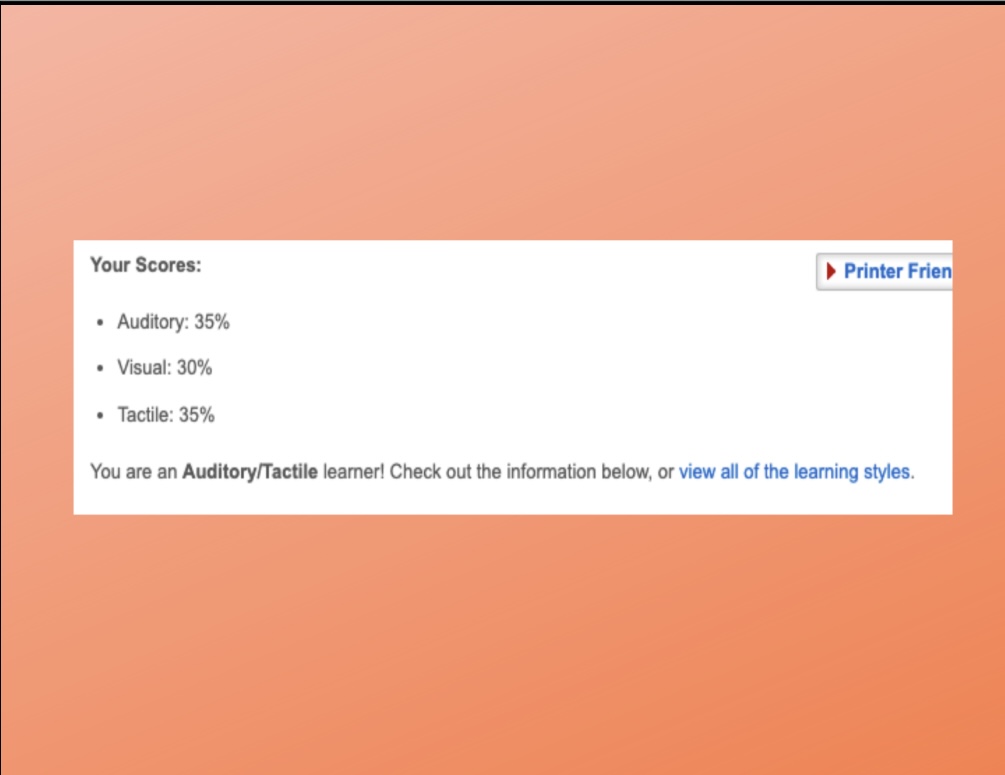 Your Scores:
Printer Frien
• Auditory: 35%
• Visual: 30%
• Tactile: 35%
You are an Auditory/Tactile learner! Check out the information below, or view all of the learning styles.